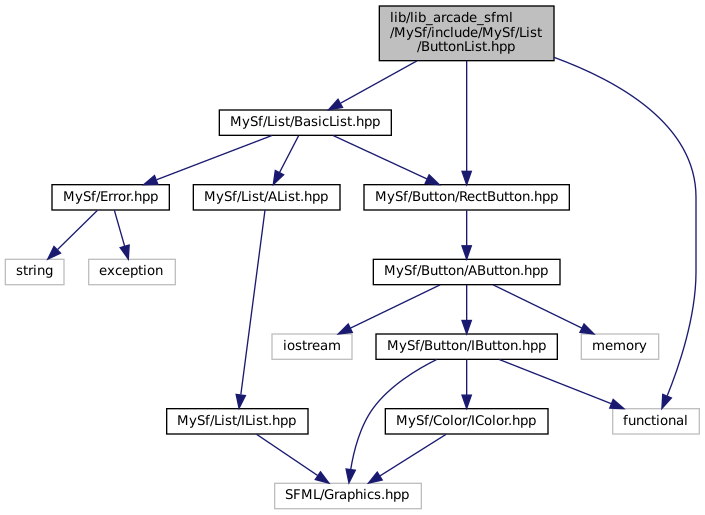 lib/lib_arcade_sfml
/MySf/include/MySf/List
/ButtonList.hpp
MySf/List/BasicList.hpp
MySf/Error.hpp
MySf/List/AList.hpp
MySf/Button/RectButton.hpp
string
exception
MySf/Button/AButton.hpp
iostream
MySf/Button/IButton.hpp
memory
MySf/List/IList.hpp
MySf/Color/IColor.hpp
functional
SFML/Graphics.hpp